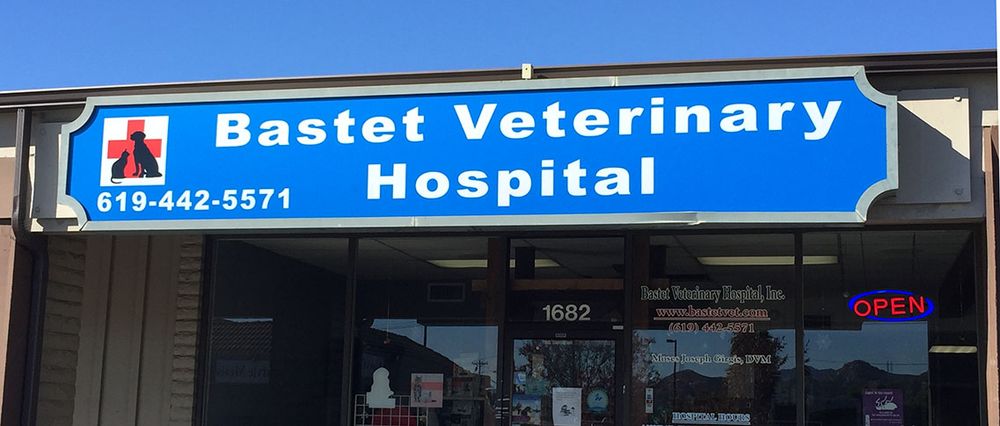 Bastet Veterinary
Hospital
619-442-5571
1682
Bastet Veterinary Hospital, Inc.
www.bastetvet.com
(619) 442-5571
Moses Joseph Girgis, DVM
HOSPITAL HOURS
OPEN